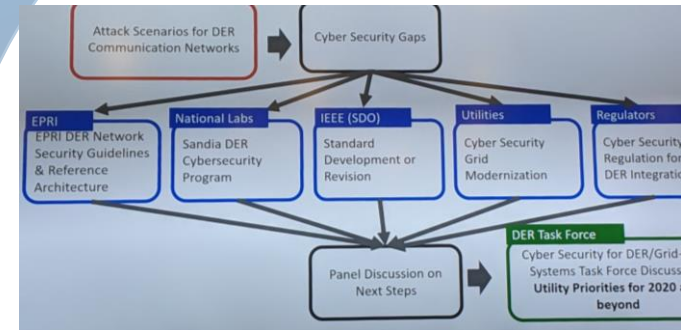 Attack Scenarios for DER
Communication Networks
Cyber Security Gaps
EPRI
EPRI DER Network
Security Guidelines
& Reference
Architecture
National Labs
Sandia DER
Cybersecurity
Program
IEEE (SDO)
Standard
Development or
Revision
Utilities
Cyber Security
Grid
Modernization
Regulators
Cyber Security
Regulation for
DER Integratio
Panel Discussion on
Next Steps
DER Task Force
Cyber Security for DER/Grid-
Systems Task Force Discuss
Utility Priorities for 2020 a
beyond